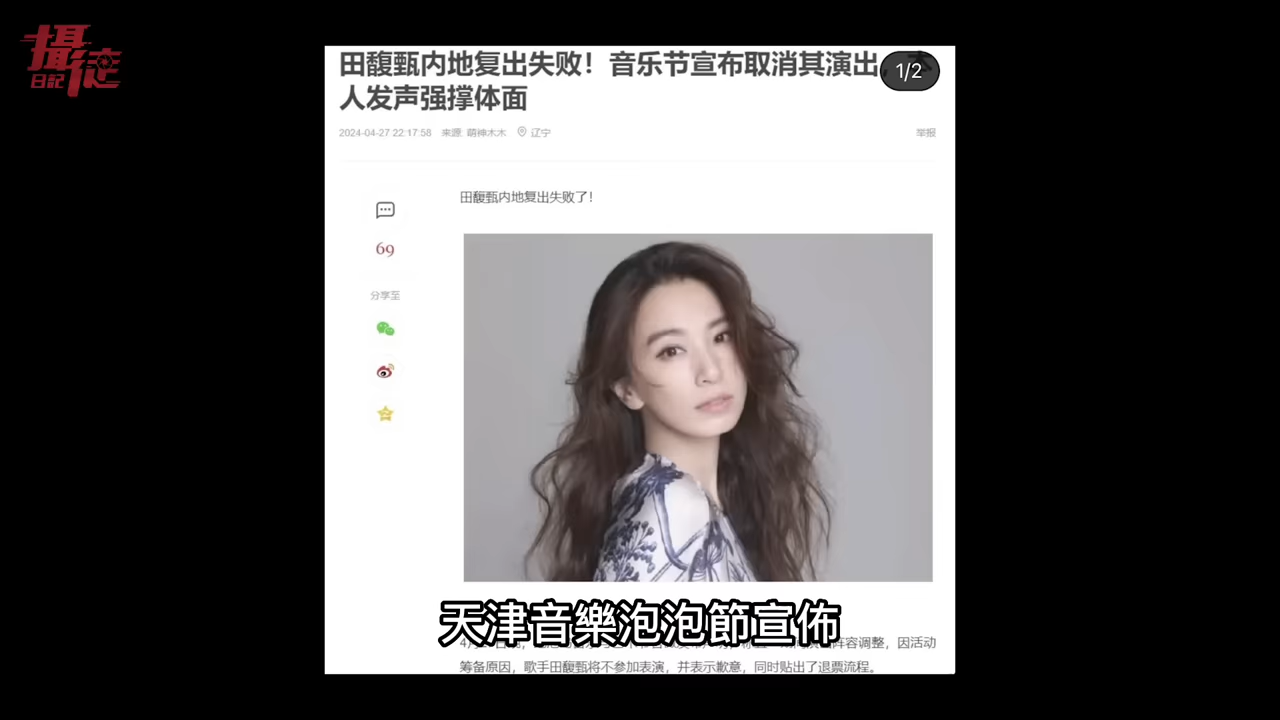 攝徒
日記
田馥甄内地复出失败！音乐节宣布取消其演出，本
1/2
人发声强撑体面
2024-04-27 22:17:58 来源: 萌神木木 辽宁
举报
田馥甄内地复出失败了！
69
分享至
天津音樂泡泡節宣佈
阵容调整，因活动
筹备原因，歌手田馥甄将不参加表演，并表示歉意，同时贴出了退票流程。